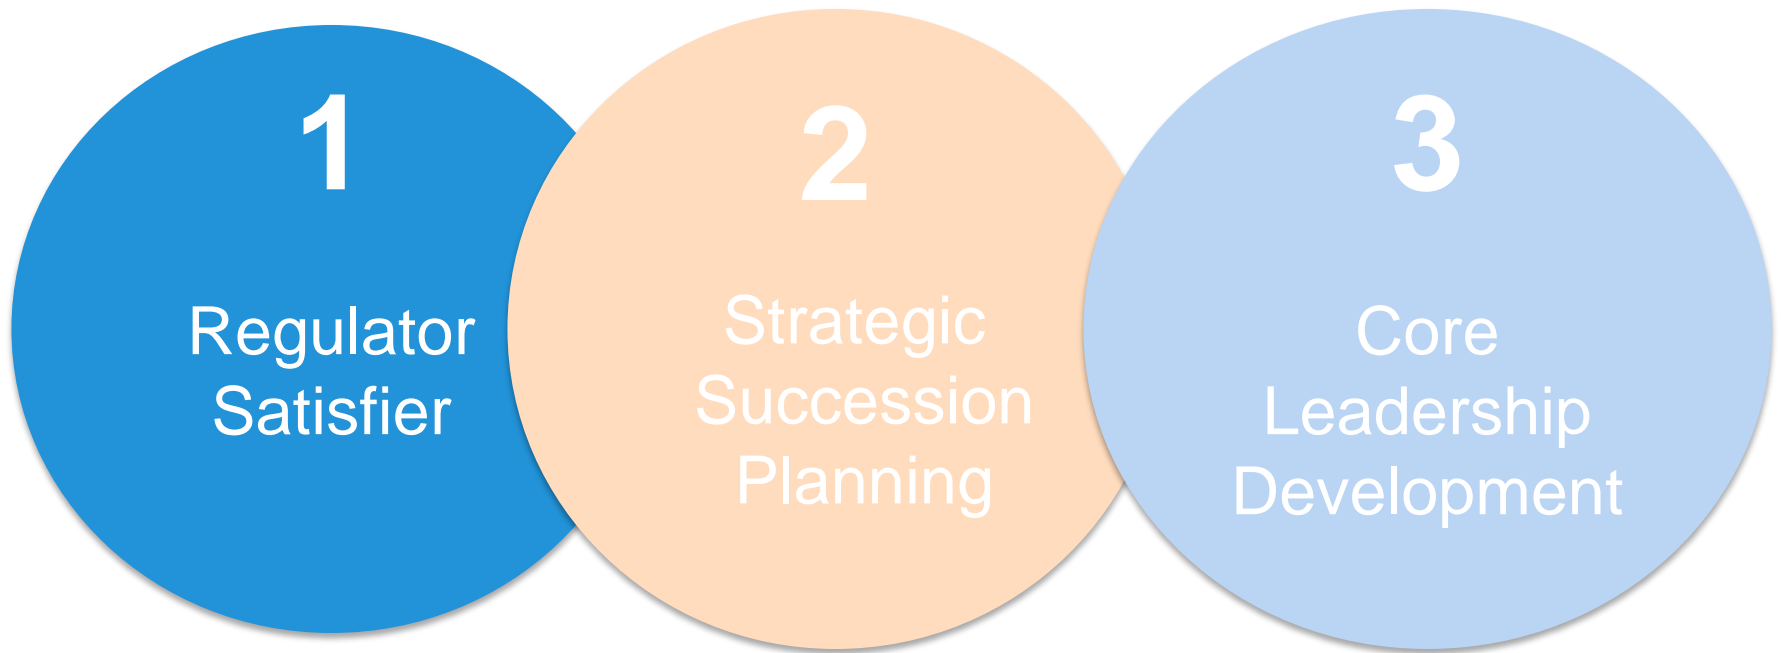 1
Regulator
Satisfier
2
Strategic
Succession
Planning
3
Core
Leadership
Development